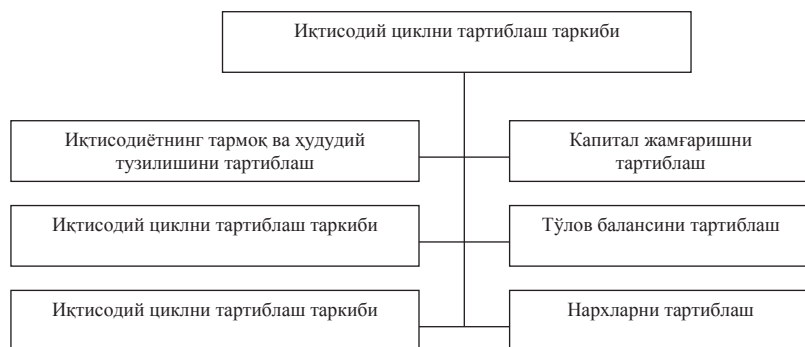 Иқтисодий циклни тартиблаш таркиби
Иқтисодиётнинг тармоқ ва ҳудудий
тузилишини тартиблаш
Капитал жамғаришни
тартиблаш
Иқтисодий циклни тартиблаш таркиби
Тўлов балансини тартиблаш
Иқтисодий циклни тартиблаш таркиби
Нархларни тартиблаш